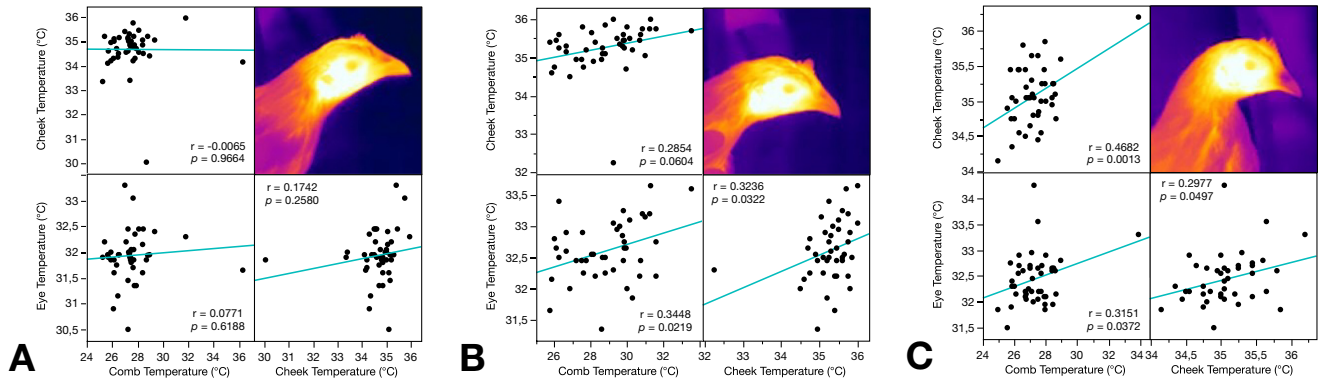 36
35
34
33
32
31
30
Cheek Temperature (°C)
r = -0.0065
p = 0.9664
33
32,5
32
31,5
31
30,5
Eye Temperature (°C)
r = 0.1742
p = 0.2580
r = 0.0771
p = 0.6188
24 26 28 30 32 34 36
Comb Temperature (°C)
30 31 32 33 34 35 36
Cheek Temperature (°C)
A
36
35
34
33
32
Cheek Temperature (°C)
r = 0.2854
p = 0.0604
33,5
33
32,5
32
31,5
Eye Temperature (°C)
r = 0.3236
p = 0.0322
r = 0.3448
p = 0.0219
26 28 30 32
Comb Temperature (°C)
32 33 34 35 36
Cheek Temperature (°C)
B
36
35,5
35
34,5
34
Cheek Temperature (°C)
r = 0.4682
p = 0.0013
34
33,5
33
32,5
32
31,5
Eye Temperature (°C)
r = 0.2977
p = 0.0497
r = 0.3151
p = 0.0372
24 26 28 30 32 34
Comb Temperature (°C)
34 34,5 35 35,5 36
Cheek Temperature (°C)
C